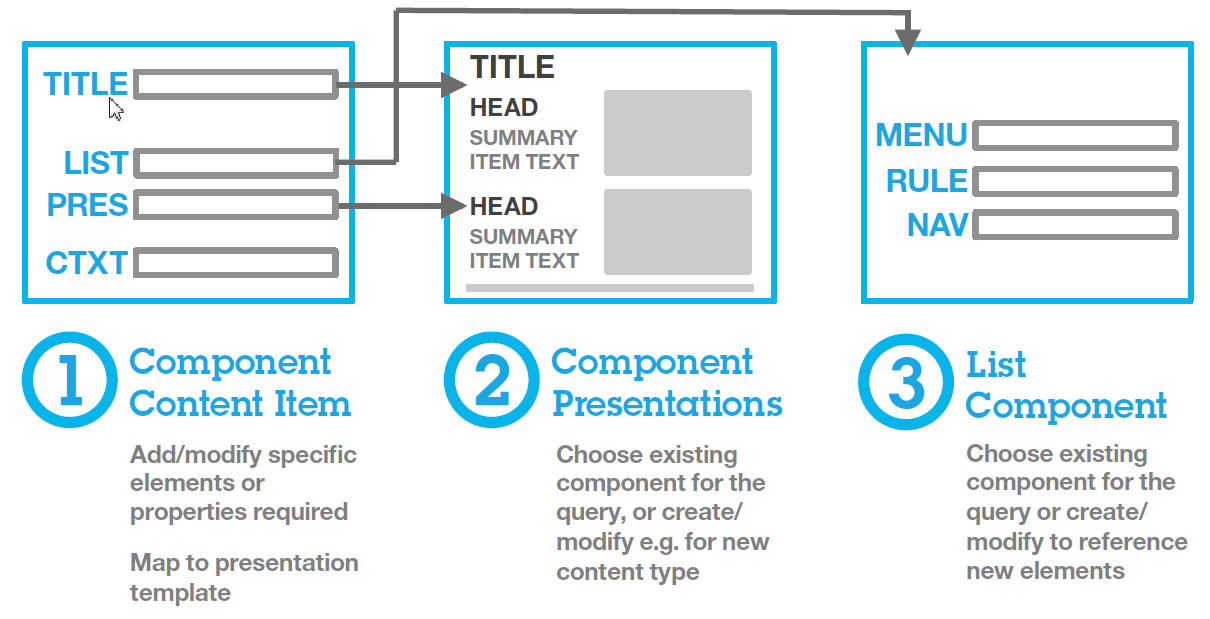 TITLE
LIST
PRES
CTXT
TITLE
HEAD
SUMMARY
ITEM TEXT
HEAD
SUMMARY
ITEM TEXT
MENU
RULE
NAV
1
Component
Content Item
Add/modify specific
elements or
properties required
Map to presentation
template
2
Component
Presentations
Choose existing
component for the
query, or create/
modify e.g. for new
content type
3
List
Component
Choose existing
component for the
query or create/
modify to reference
new elements